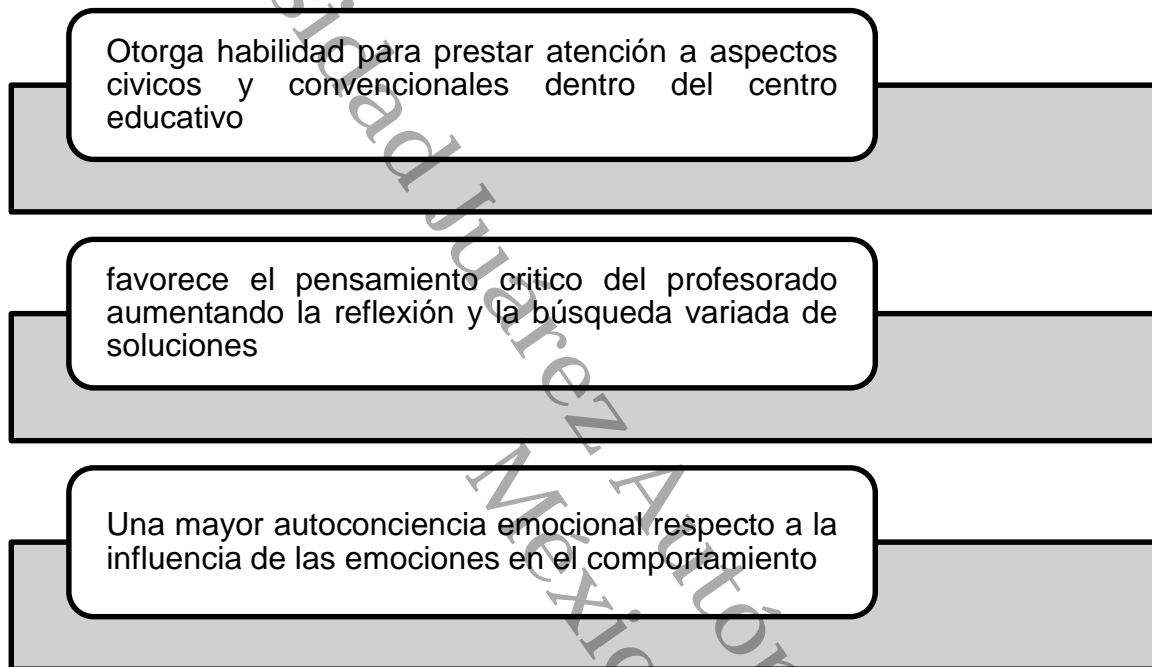 Otorga habilidad para prestar atención a aspectos
civicos y convencionales dentro del centro
educativo
favorece el pensamiento critico del profesorado
aumentando la reflexión y la búsqueda variada de
soluciones
Una mayor autoconciencia emocional respecto a la
influencia de las emociones en el comportamiento
Juárez